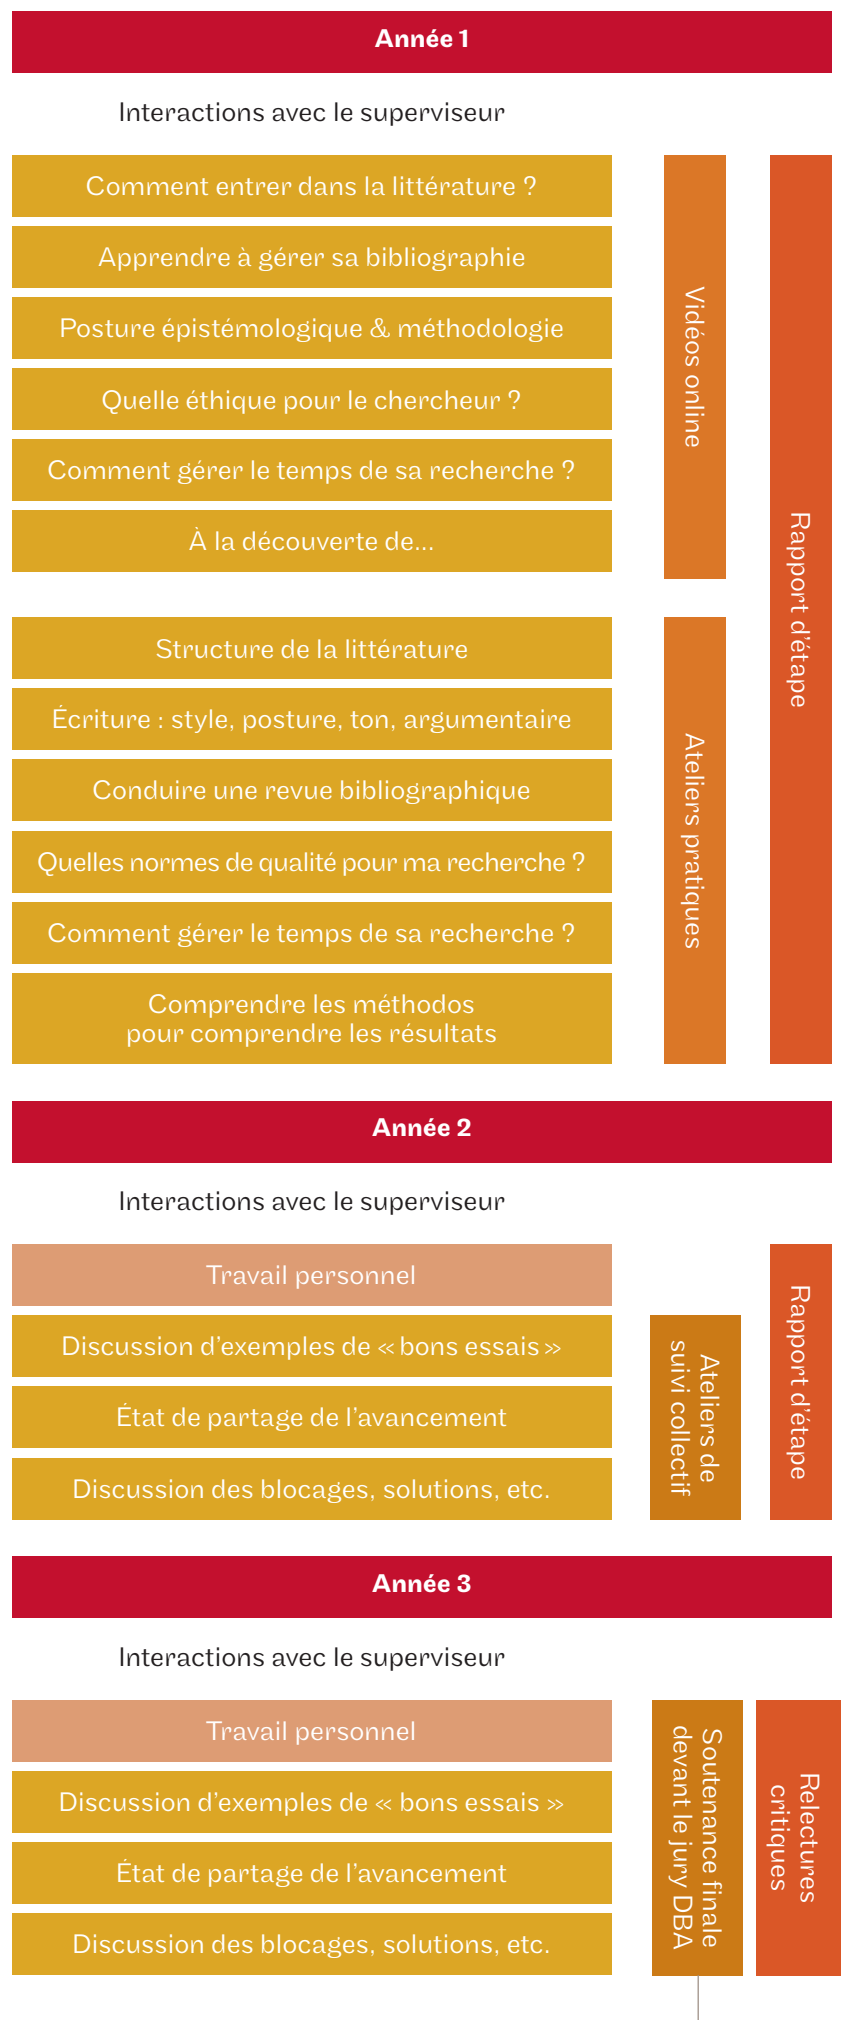 Année 1
Interactions avec le superviseur
Comment entrer dans la littérature ?
Apprendre à gérer sa bibliographie
Posture épistémologique & méthodologie
Quelle éthique pour le chercheur ?
Comment gérer le temps de sa recherche ?
À la découverte de...
Vidéos online
Structure de la littérature
Écriture : style, posture, ton, argumentaire
Conduire une revue bibliographique
Quelles normes de qualité pour ma recherche ?
Comment gérer le temps de sa recherche ?
Comprendre les méthodos
pour comprendre les résultats
Ateliers pratiques
Rapport d’étape
Année 2
Interactions avec le superviseur
Travail personnel
Discussion d’exemples de « bons essais »
État de partage de l’avancement
Discussion des blocages, solutions, etc.
Ateliers de
suivi collectif
Rapport d’étape
Année 3
Interactions avec le superviseur
Travail personnel
Discussion d’exemples de « bons essais »
État de partage de l’avancement
Discussion des blocages, solutions, etc.
Soutenance finale
devant le jury DBA
Relectures
critiques